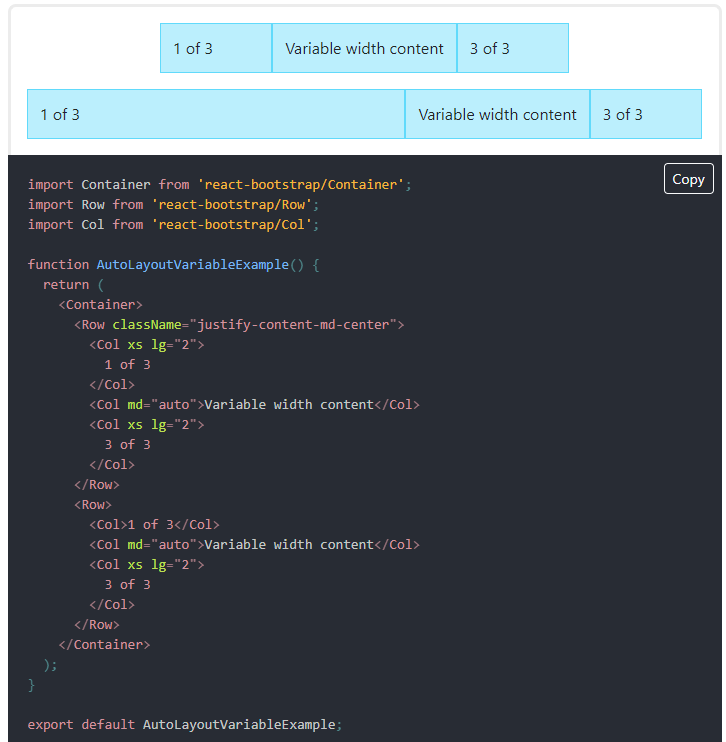 1 of 3 Variable width content 3 of 3
1 of 3 Variable width content 3 of 3
Copy
import Container from 'react-bootstrap/Container';
import Row from 'react-bootstrap/Row';
import Col from 'react-bootstrap/Col';

function AutoLayoutVariableExample() {
  return (
    <Container>
      <Row className="justify-content-md-center">
        <Col xs lg="2">
          1 of 3
        </Col>
        <Col md="auto">Variable width content</Col>
        <Col xs lg="2">
          3 of 3
        </Col>
      </Row>
      <Row>
        <Col>1 of 3</Col>
        <Col md="auto">Variable width content</Col>
        <Col xs lg="2">
          3 of 3
        </Col>
      </Row>
    </Container>
  );
}

export default AutoLayoutVariableExample;